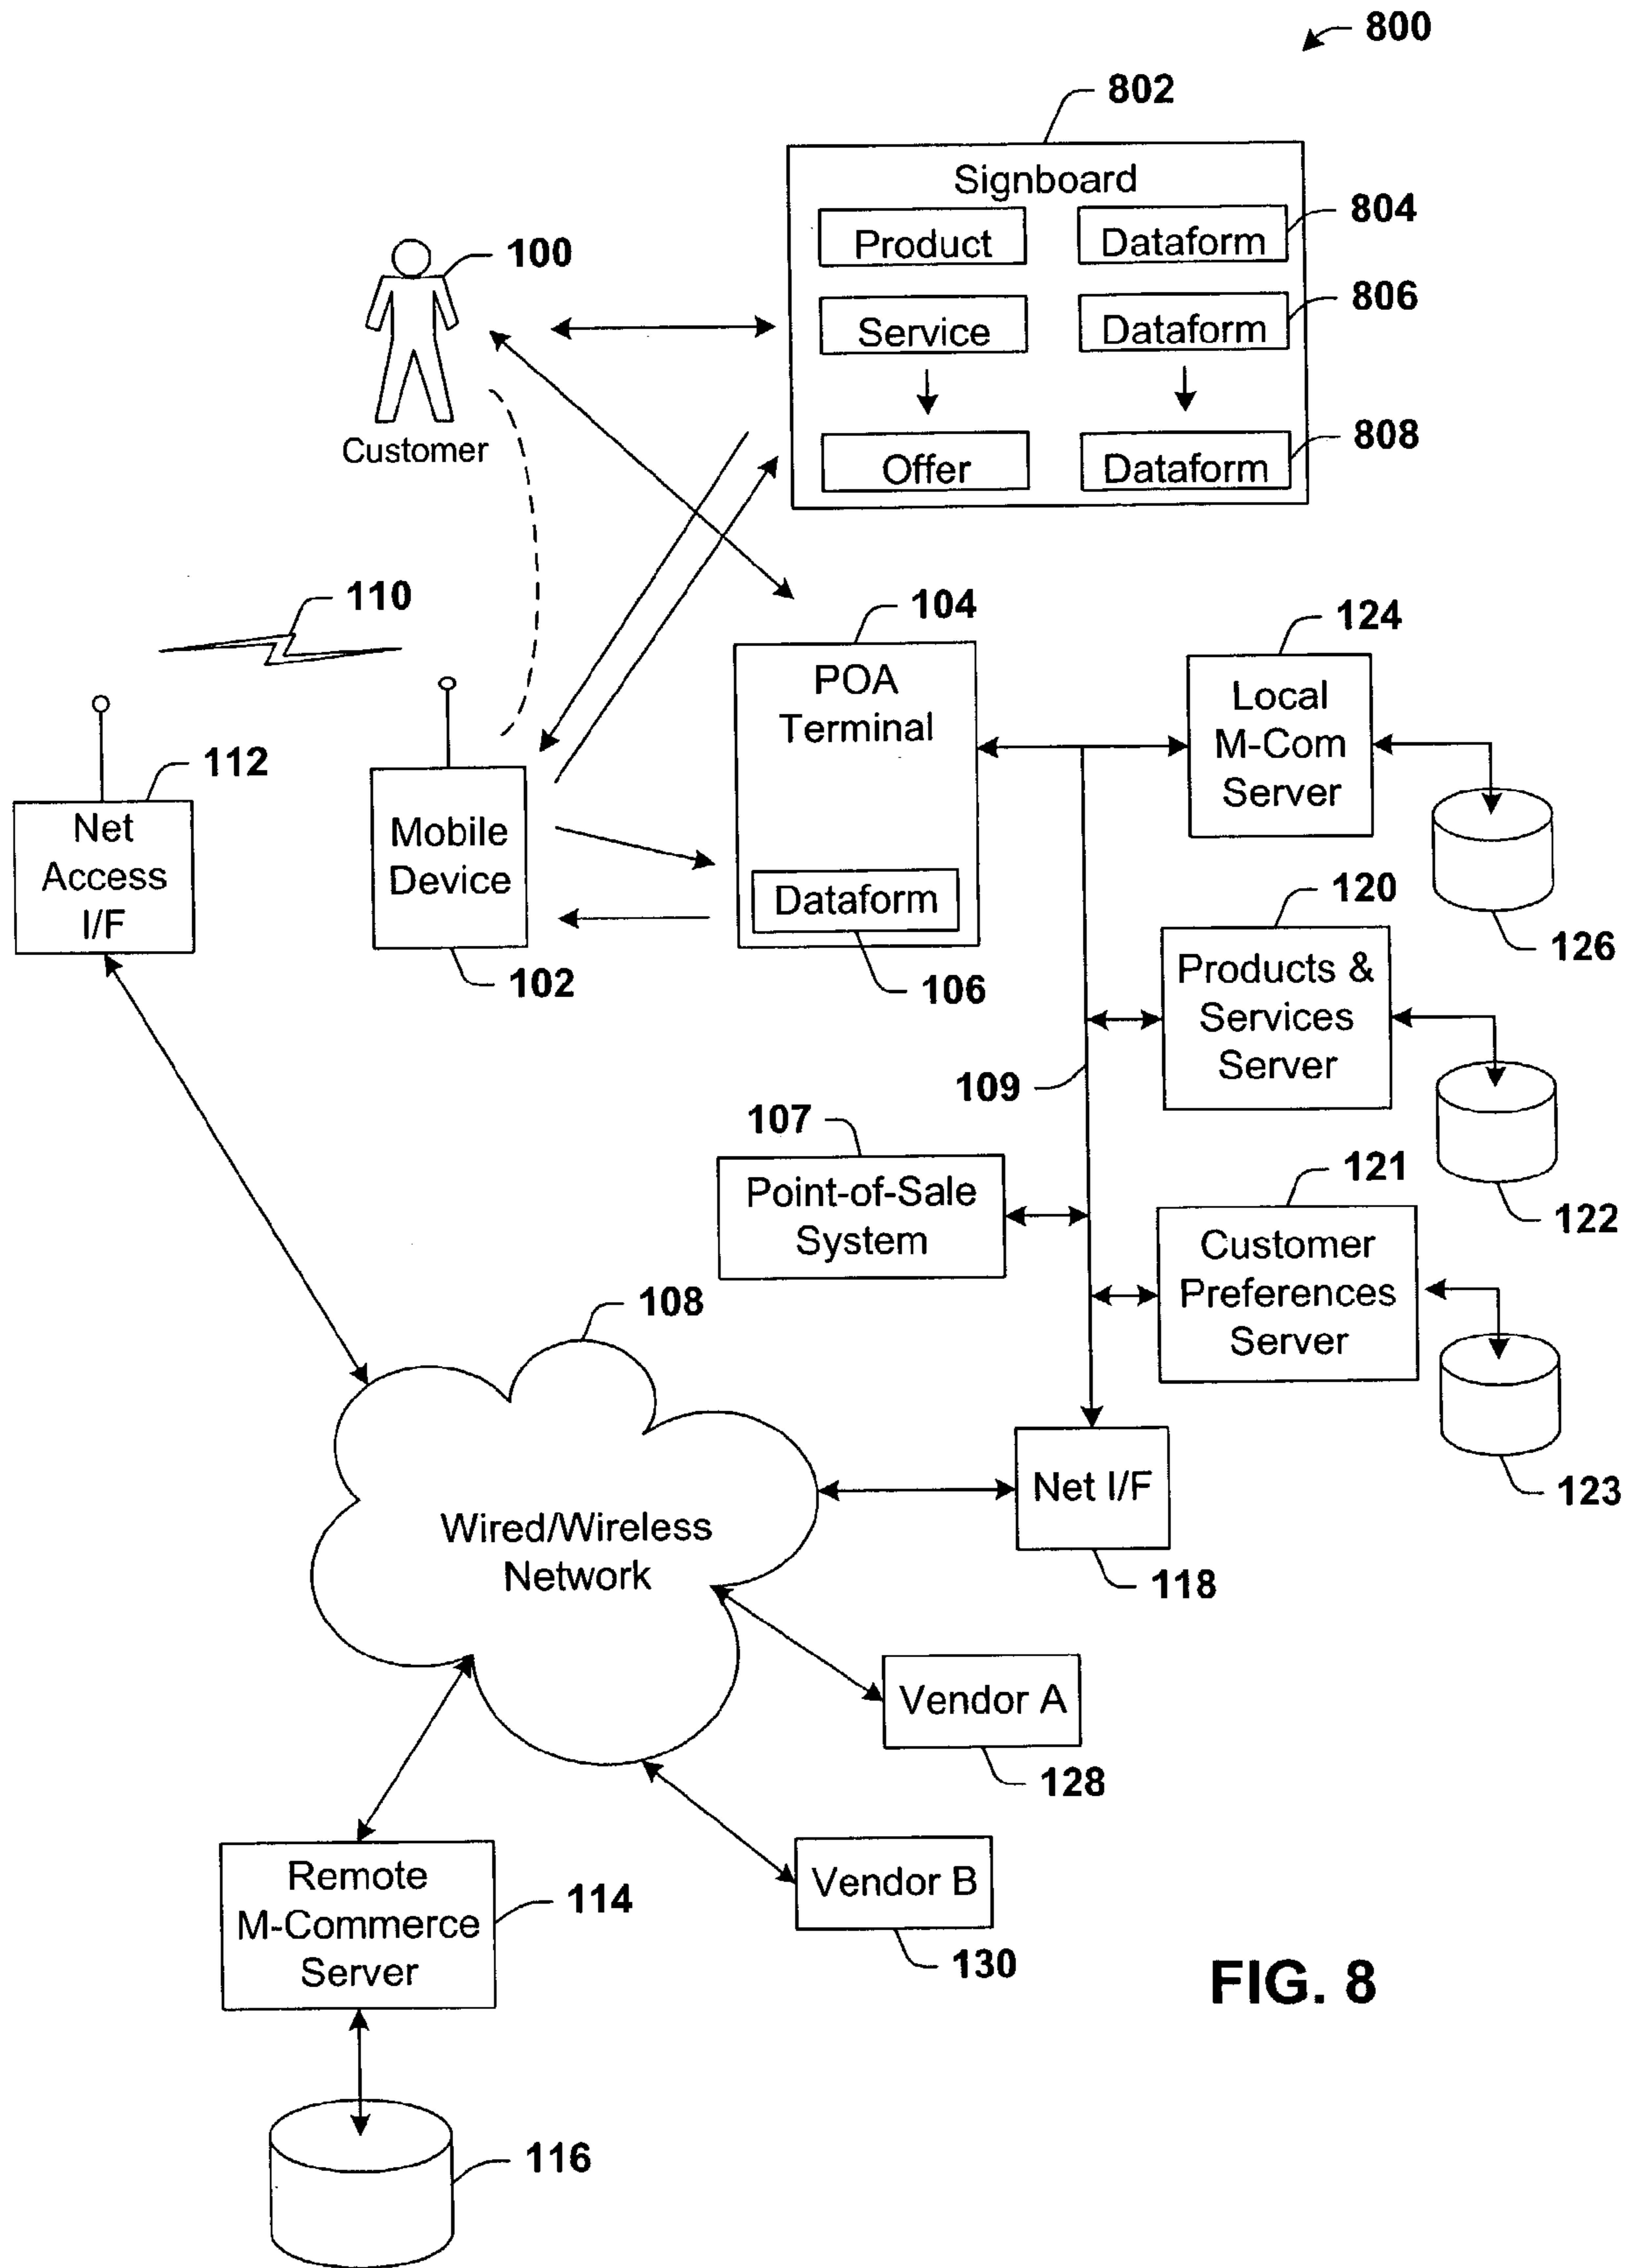 800
802
Signboard
Product
Dataform
804
Service
Dataform
806
Offer
Dataform
808
100
Customer
110
104
POA
Terminal
Dataform
106
124
Local
M-Com
Server
126
112
Net
Access
I/F
Mobile
Device
102
120
Products &
Services
Server
122
109
107
Point-of-Sale
System
121
Customer
Preferences
Server
123
108
Wired/Wireless
Network
Net I/F
118
Vendor A
128
Vendor B
130
Remote
M-Commerce
Server
114
116
FIG. 8